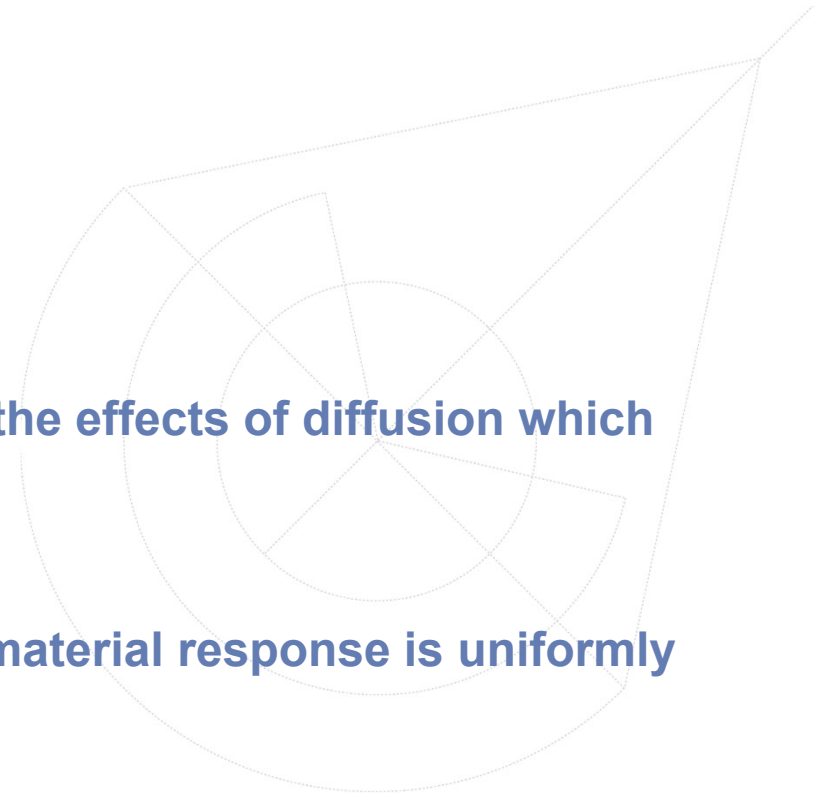 the effects of diffusion which
material response is uniformly